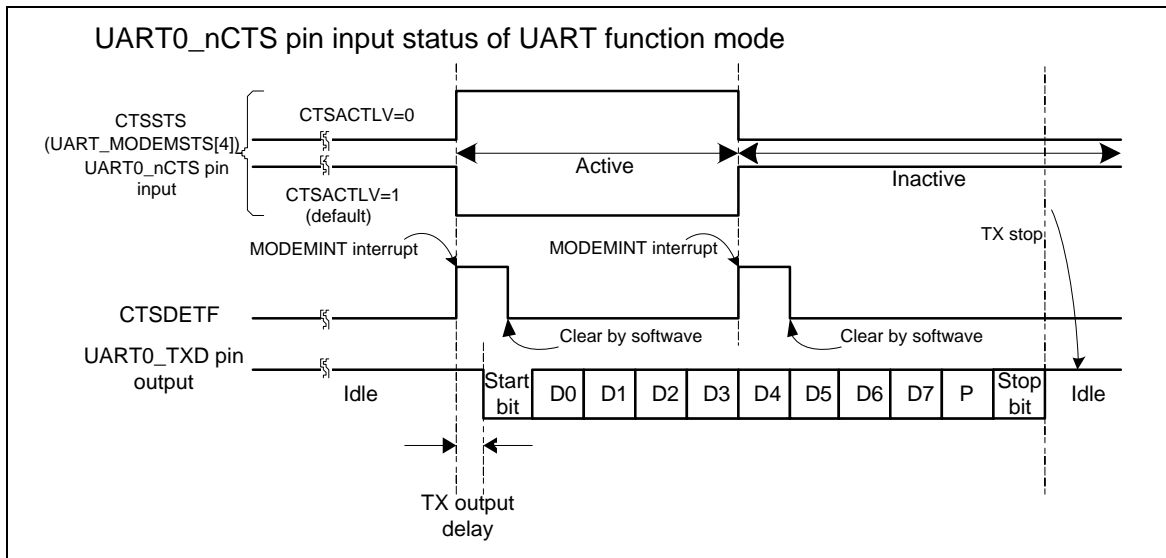 UART0_nCTS pin input status of UART function mode
CTSSTS
(UART_MODEMSTS[4])
UART0_nCTS pin
input
CTSACTLV=0
CTSACTLV=1
(default)
Active
Inactive
MODEMINT interrupt
MODEMINT interrupt
TX stop
CTSDETF
Clear by softwave
Clear by softwave
UART0_TXD pin
output
Idle
Start
bit
D0
D1
D2
D3
D4
D5
D6
D7
P
Stop
bit
Idle
TX output
delay